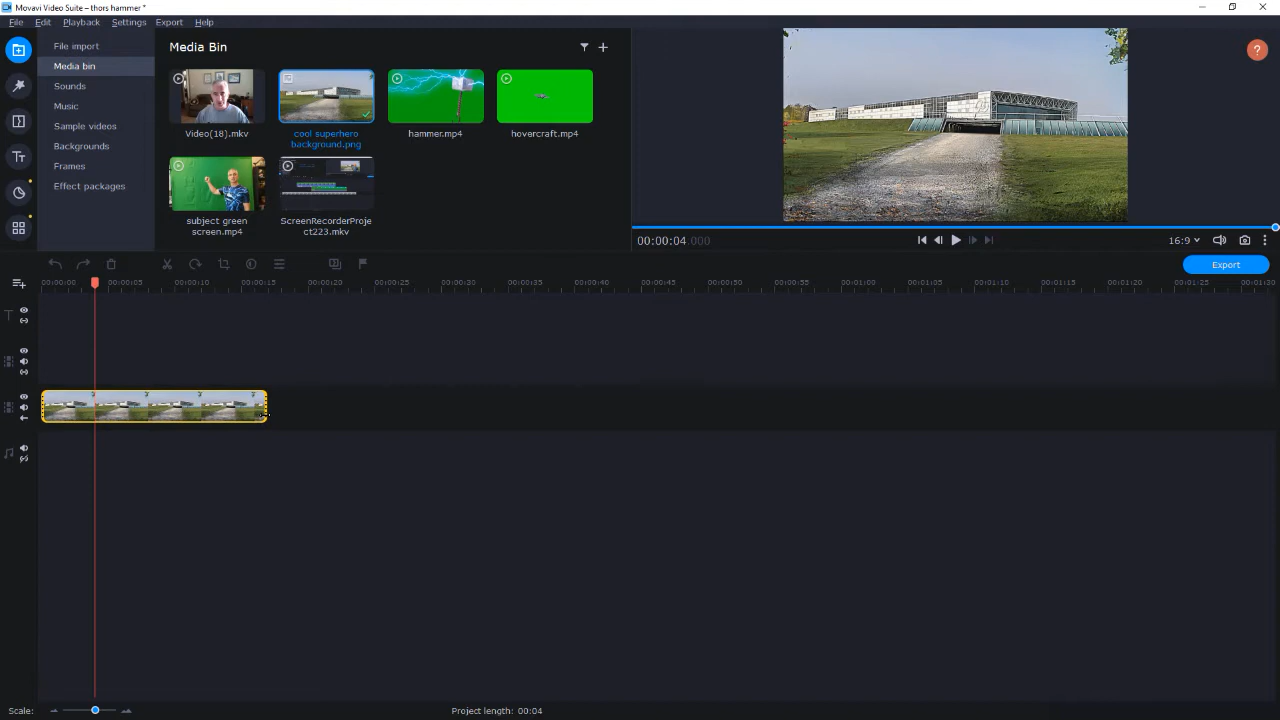 Movavi Video Suite – thors hammer *
File Edit Playback Settings Export Help
File import
Media bin
Sounds
Music
Sample videos
Backgrounds
Frames
Effect packages
Media Bin
Video(18).mkv
cool superhero
background.png
hammer.mp4
hovercraft.mp4
subject green
screen.mp4
ScreenRecorderProje
ct223.mkv
?
00:00:04.000
16:9
Export
00:00:00 00:00:05 00:00:10 00:00:15 00:00:20 00:00:25 00:00:30 00:00:35 00:00:40 00:00:45 00:00:50 00:00:55 00:01:00 00:01:05 00:01:10 00:01:15 00:01:20 00:01:25 00:01:30
Scale:
Project length: 00:04